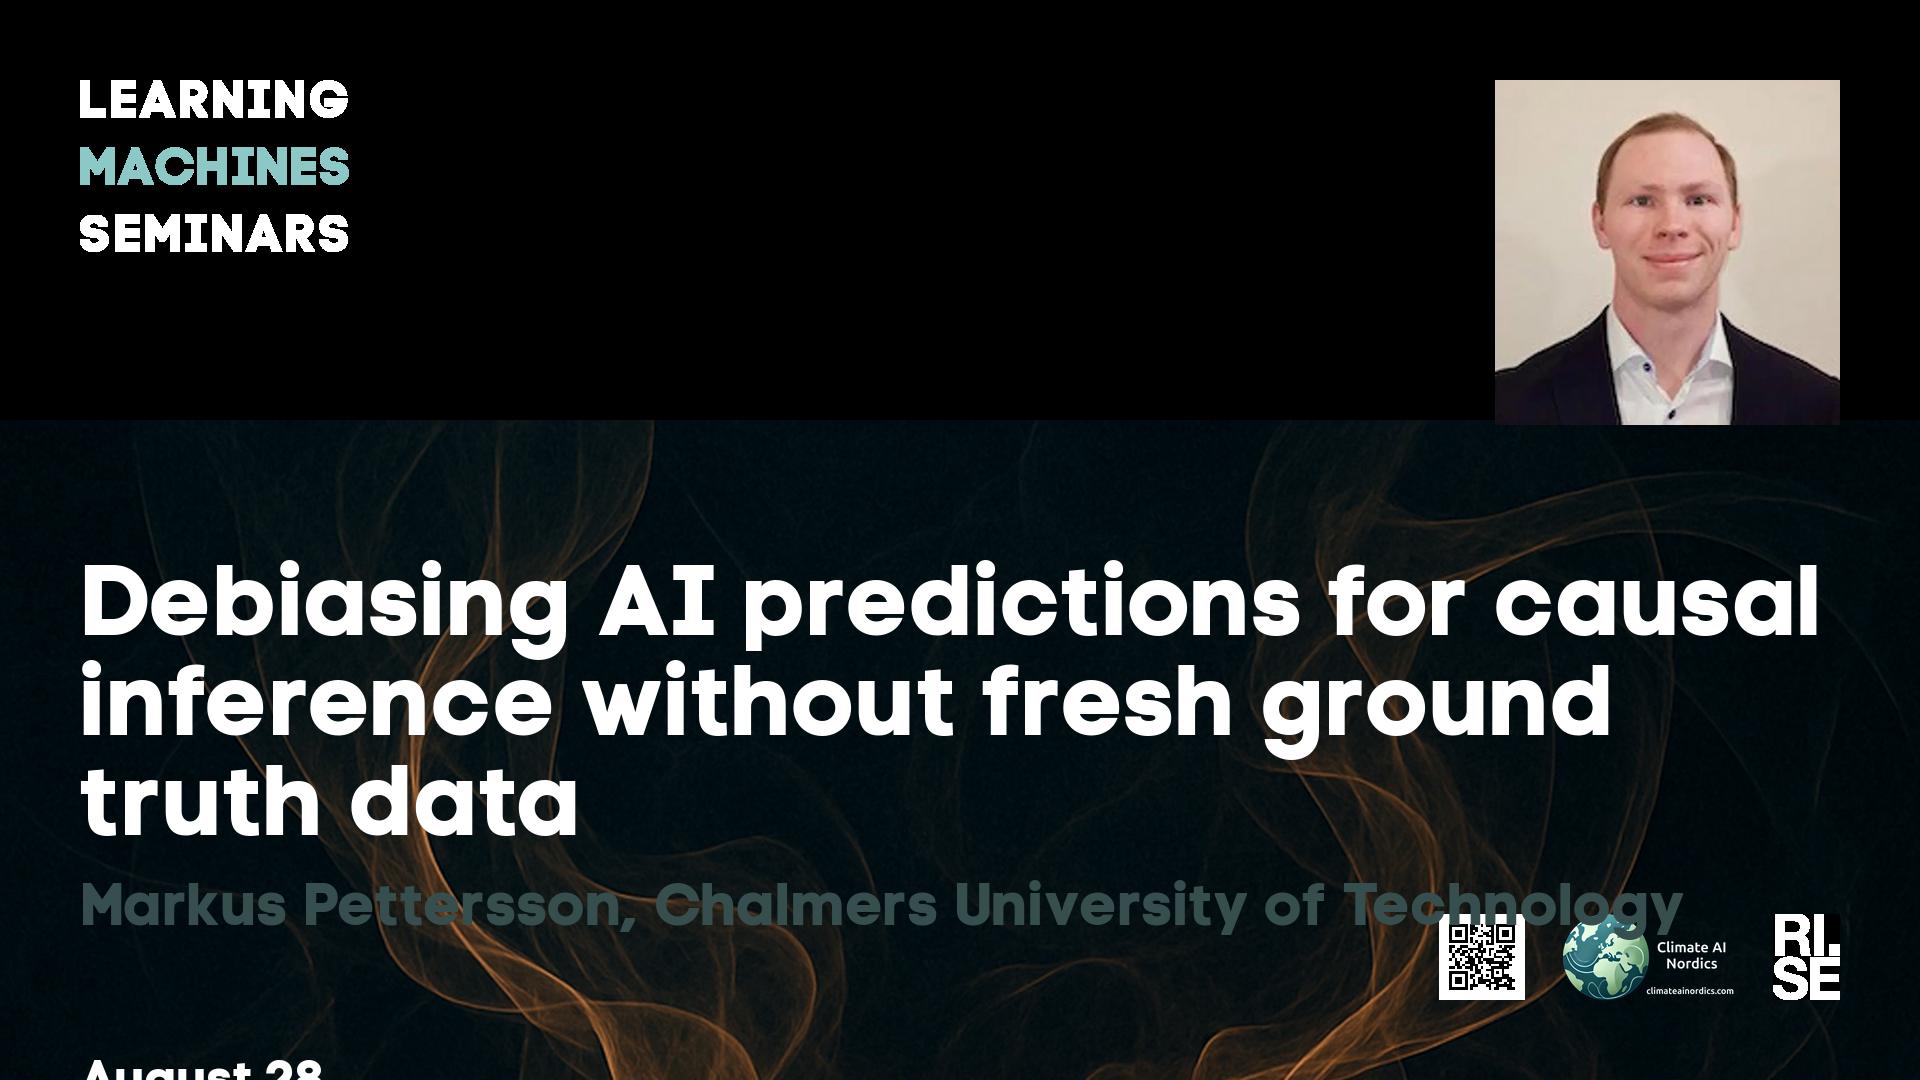 LEARNING
MACHINES
SEMINARS
Debiasing AI predictions for causal
inference without fresh ground
truth data
Markus Pettersson, Chalmers University of Technology
Climate AI
Nordics
climateainordics.com
RI.
SE
August 28